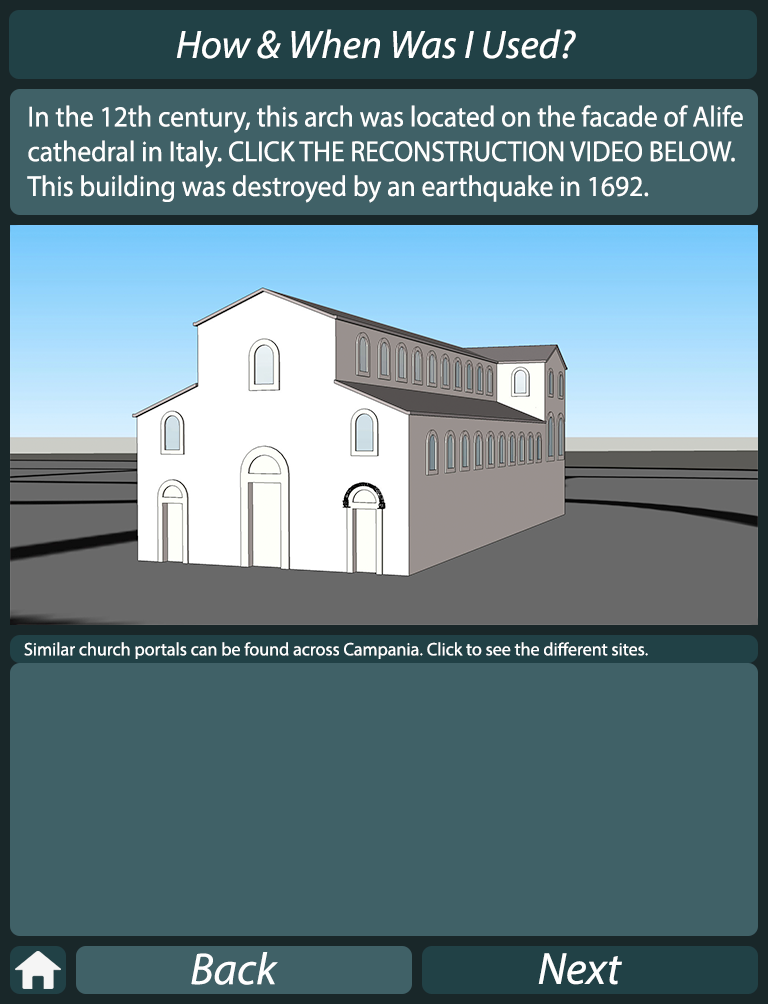 How & When Was I Used?
In the 12th century, this arch was located on the facade of Alife
cathedral in Italy. CLICK THE RECONSTRUCTION VIDEO BELOW.
This building was destroyed by an earthquake in 1692.
Similar church portals can be found across Campania. Click to see the different sites.
Back
Next